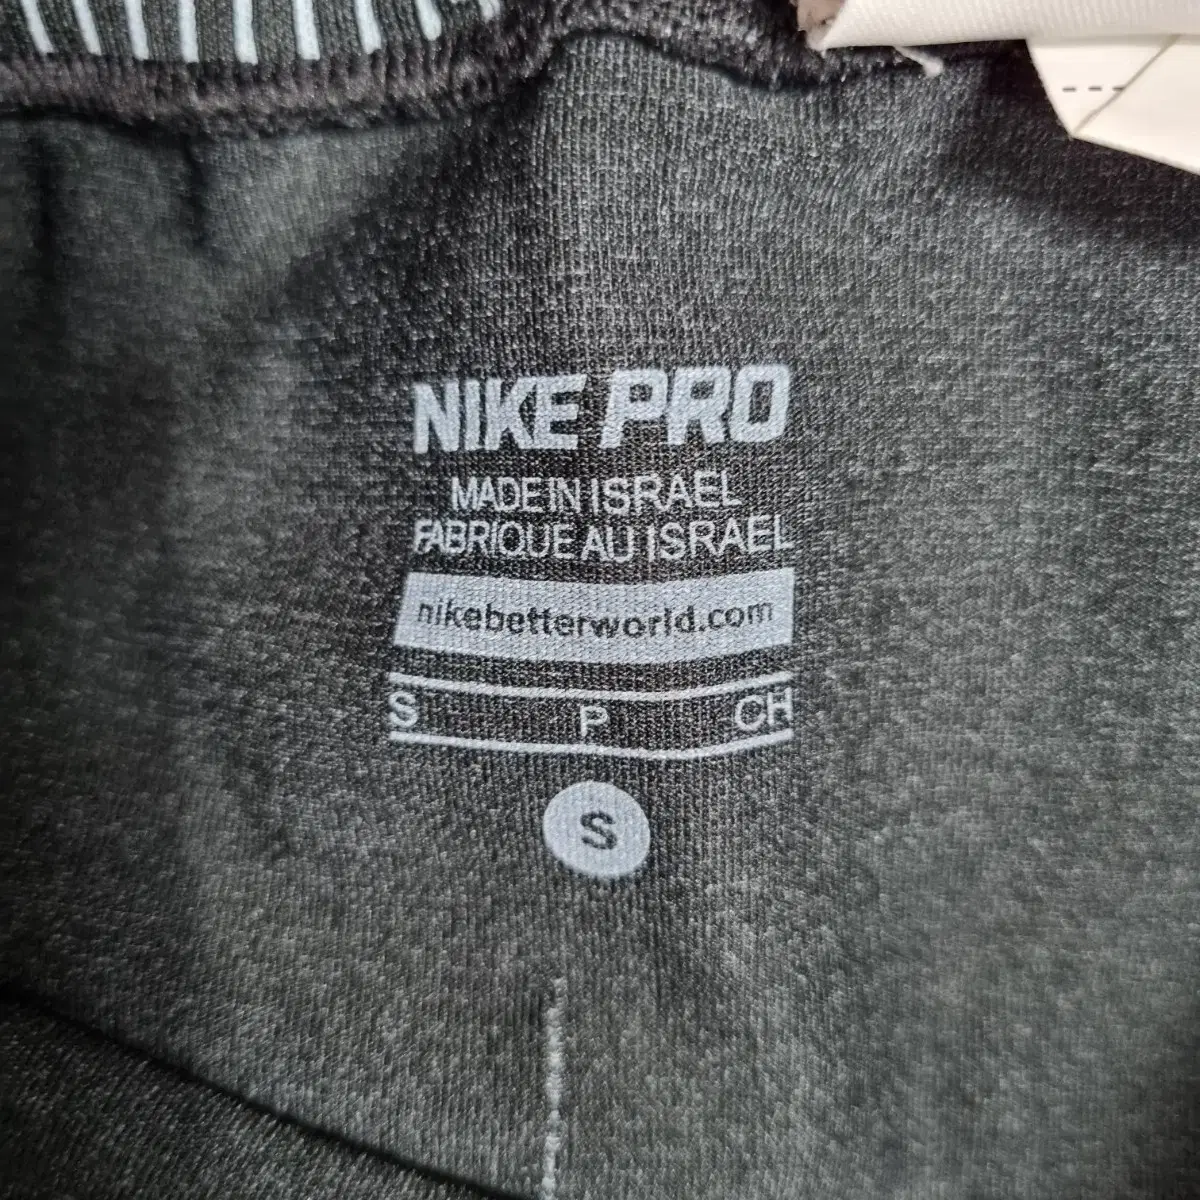 NIKE PRO
MADE IN ISRAEL
FABRIQUE AU ISRAEL
nikebetterworld.com
S P CH
S